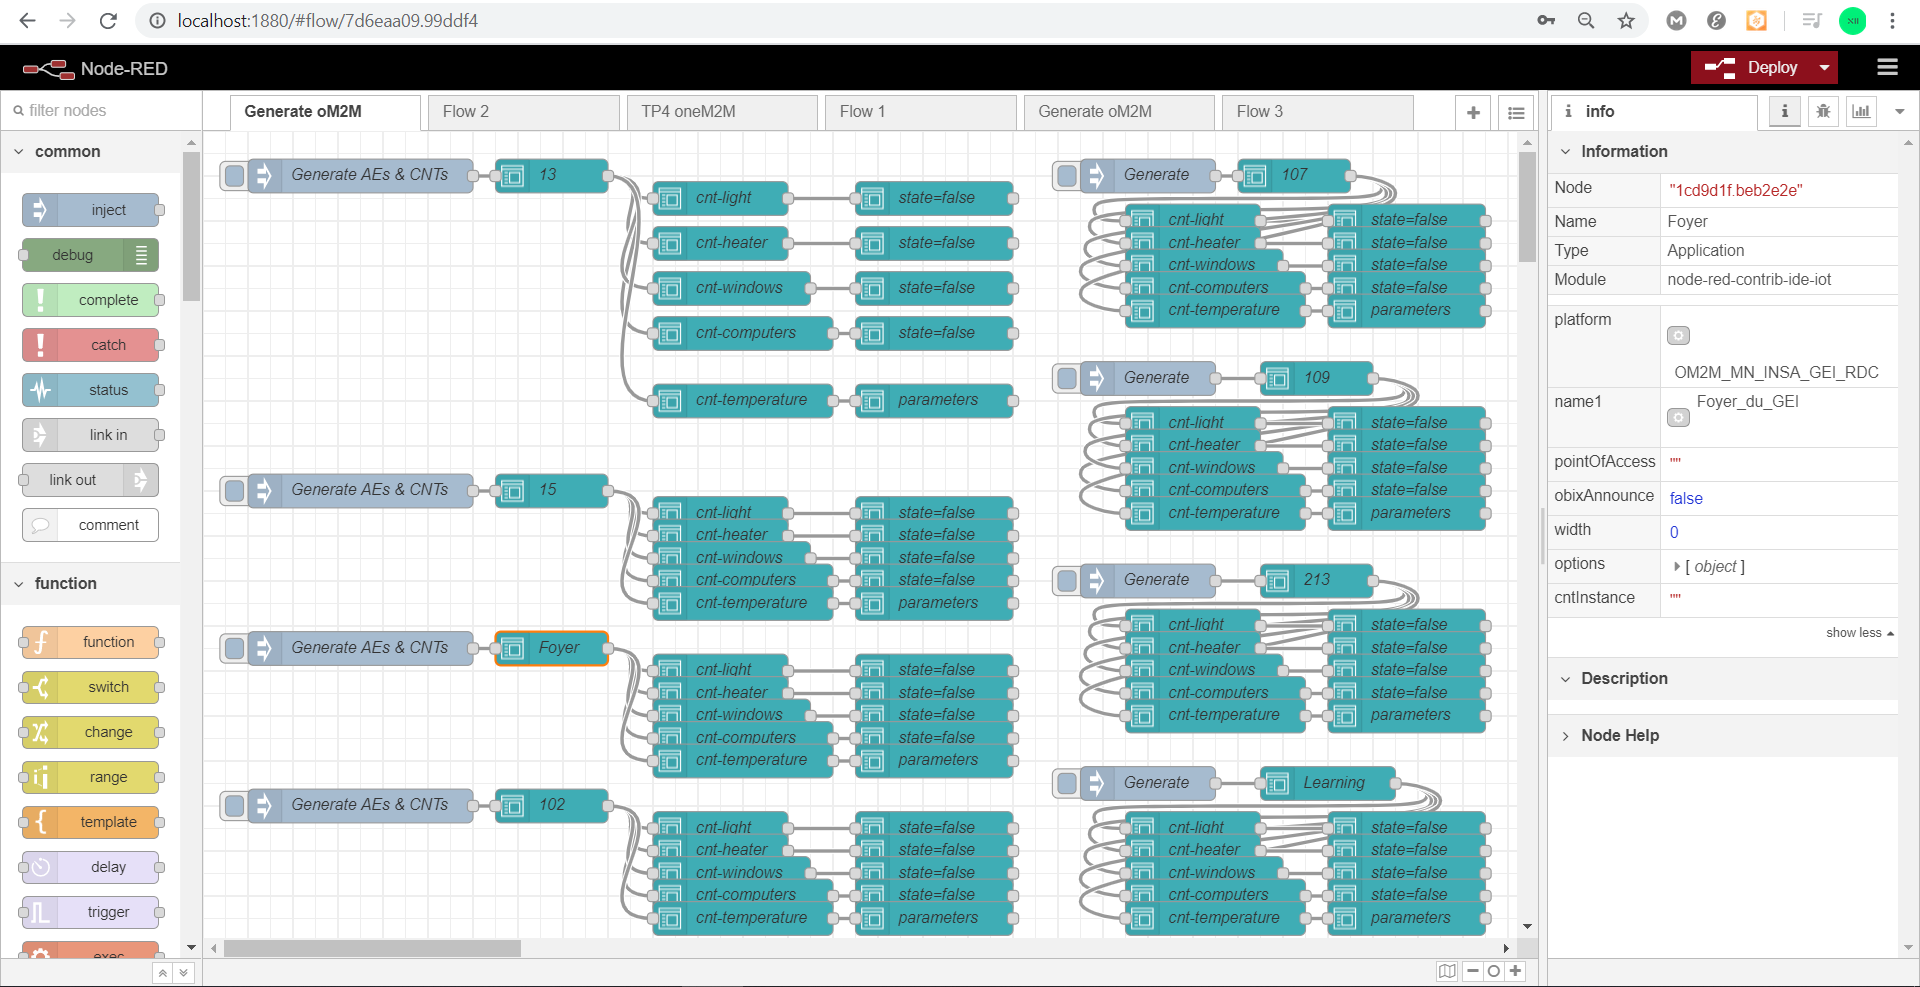 localhost:1880/#flow/7d6eaa09.99ddf4
XII
Node-RED
Deploy
filter nodes
Generate oM2M
Flow 2
TP4 oneM2M
Flow 1
Generate oM2M
Flow 3
info
common
inject
debug
complete
catch
status
link in
link out
comment
function
function
switch
change
range
template
delay
trigger
exec
Generate AEs & CNTs
13
cnt-light
state=false
cnt-heater
state=false
cnt-windows
state=false
cnt-computers
state=false
cnt-temperature
parameters
Generate AEs & CNTs
15
cnt-light
state=false
cnt-heater
state=false
cnt-windows
state=false
cnt-computers
state=false
cnt-temperature
parameters
Generate AEs & CNTs
Foyer
cnt-light
state=false
cnt-heater
state=false
cnt-windows
state=false
cnt-computers
state=false
cnt-temperature
parameters
Generate AEs & CNTs
102
cnt-light
state=false
cnt-heater
state=false
cnt-windows
state=false
cnt-computers
state=false
cnt-temperature
parameters
Generate
107
cnt-light
state=false
cnt-heater
state=false
cnt-windows
state=false
cnt-computers
state=false
cnt-temperature
parameters
Generate
109
cnt-light
state=false
cnt-heater
state=false
cnt-windows
state=false
cnt-computers
state=false
cnt-temperature
parameters
Generate
213
cnt-light
state=false
cnt-heater
state=false
cnt-windows
state=false
cnt-computers
state=false
cnt-temperature
parameters
Generate
Learning
cnt-light
state=false
cnt-heater
state=false
cnt-windows
state=false
cnt-computers
state=false
cnt-temperature
parameters
Information
Node "1cd9d1f.beb2e2e"
Name Foyer
Type Application
Module node-red-contrib-ide-iot
platform
OM2M_MN_INSA_GEI_RDC
name1 Foyer_du_GEI
pointOfAccess ""
obixAnnounce false
width 0
options [ object ]
cntInstance ""
show less
Description
Node Help